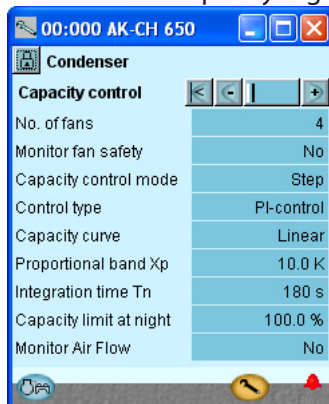 00:000 AK-CH 650
Condenser
Capacity control
No. of fans 4
Monitor fan safety No
Capacity control mode Step
Control type PI-control
Capacity curve Linear
Proportional band Xp 10.0 K
Integration time Tn 180 s
Capacity limit at night 100.0 %
Monitor Air Flow No